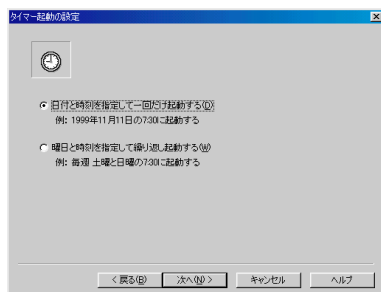 タイマー起動の設定
日付と時刻を指定して一回だけ起動する(D)
例: 1999年11月11日の7:30に起動する
曜日と時刻を指定して繰り返し起動する(W)
例: 毎週 土曜と日曜の7:30に起動する
< 戻る(B) 次へ(N) > キャンセル ヘルプ